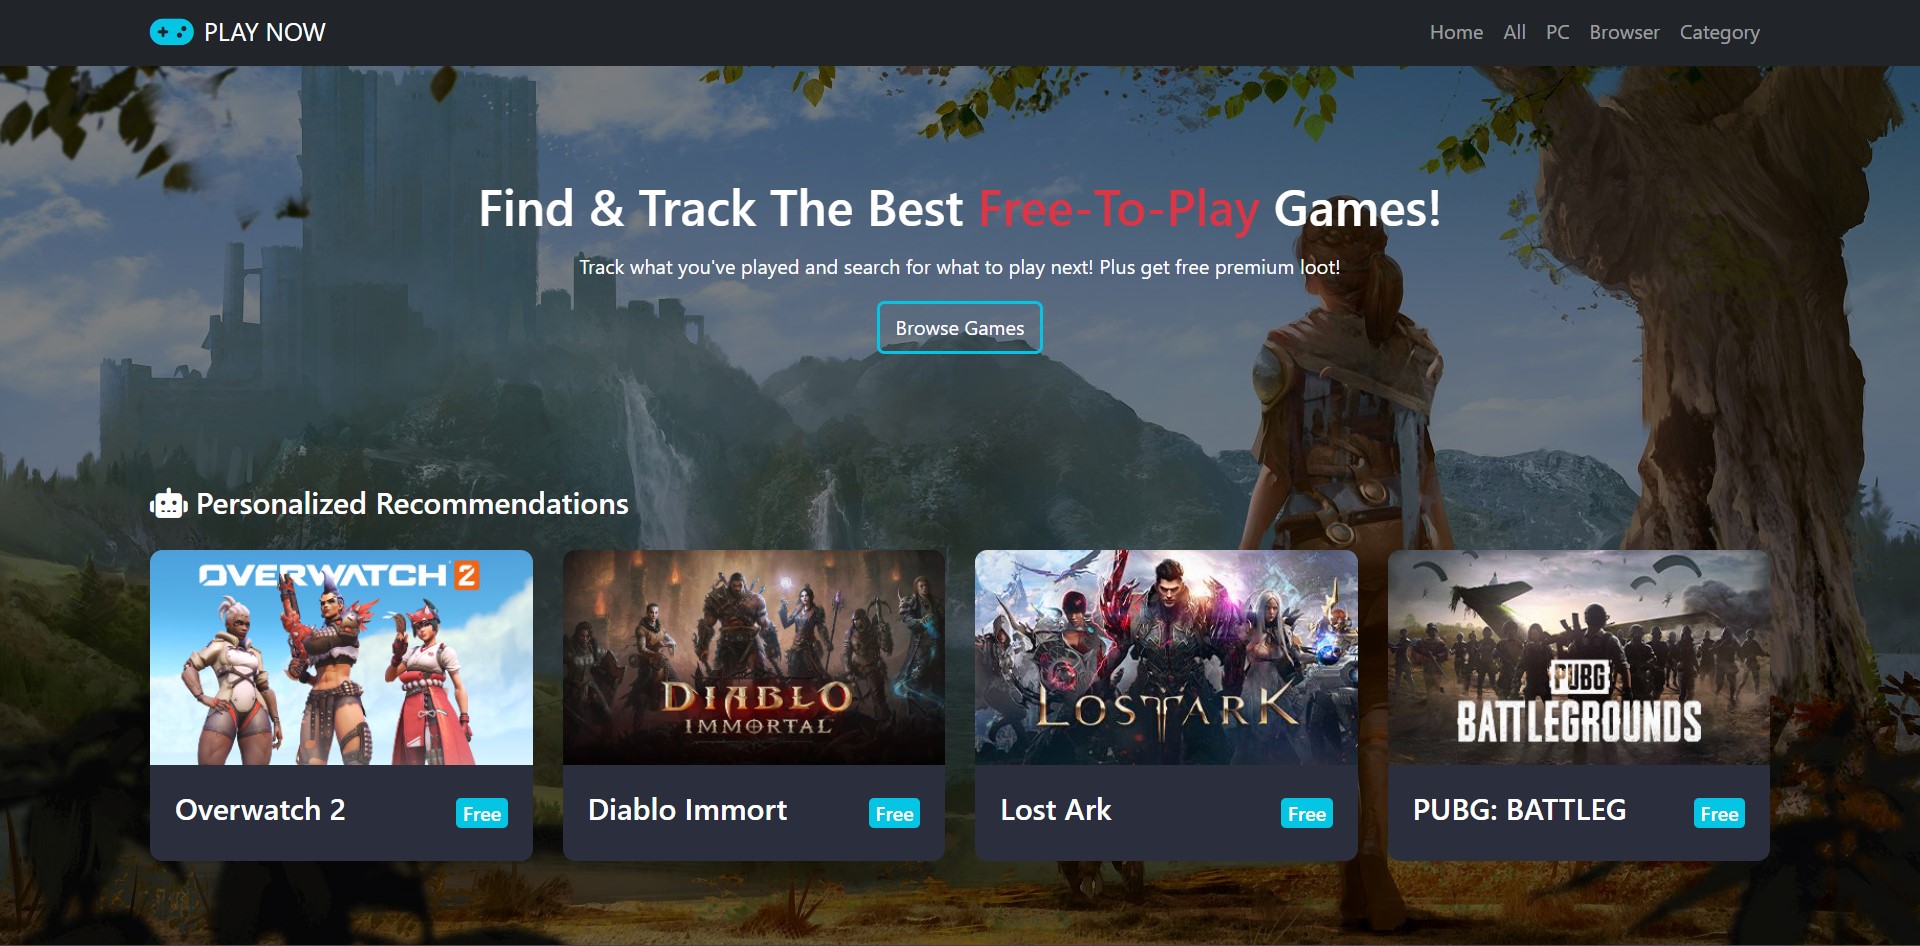 PLAY NOW
Home All PC Browser Category
Find & Track The Best Free-To-Play Games!
Track what you've played and search for what to play next! Plus get free premium loot!
Browse Games
Personalized Recommendations
OVERWATCH 2
DIABLO
IMMORTAL
LOST ARK
PUBG
BATTLEGROUNDS
Overwatch 2 Free
Diablo Immort Free
Lost Ark Free
PUBG: BATTLEG Free